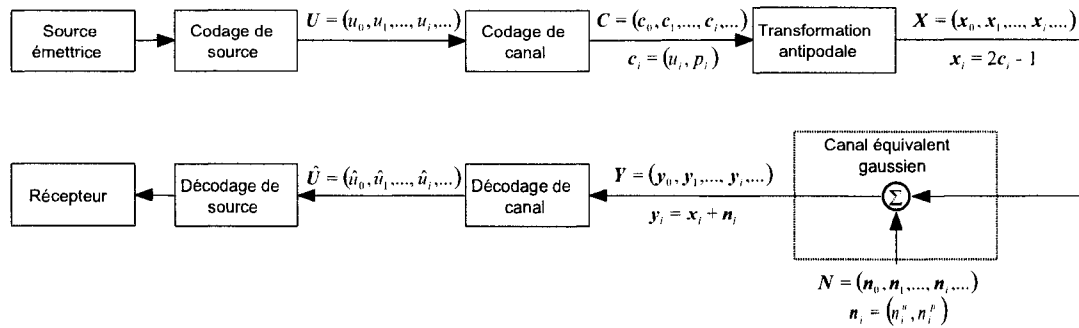 Source émettrice
Codage de source
U = (u₀, u₁,..., uᵢ,...)
Codage de canal
C = (c₀, c₁,..., cᵢ,...)
cᵢ = (uᵢ, pᵢ)
Transformation antipodale
X = (x₀, x₁,..., xᵢ,...)
xᵢ = 2cᵢ - 1
Récepteur
Décodage de source
Û = (û₀, û₁,..., ûᵢ,...)
Décodage de canal
Y = (y₀, y₁,..., yᵢ,...)
yᵢ = xᵢ + nᵢ
Canal équivalent gaussien
Σ
N = (n₀, n₁,..., nᵢ,...)
nᵢ = (nᵢᵘ, nᵢᵖ)